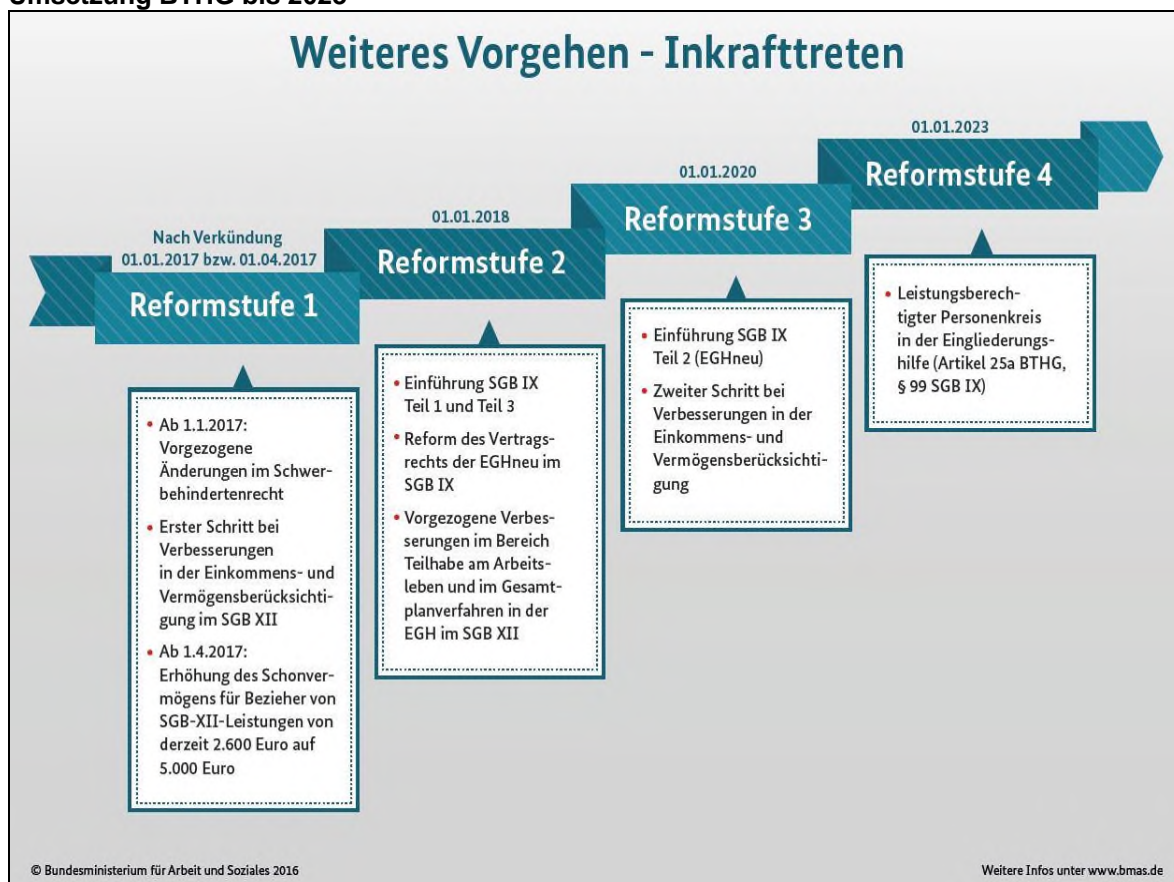 Umsetzung BTHG bis 2023
Weiteres Vorgehen - Inkrafttreten
Nach Verkündung
01.01.2017 bzw. 01.04.2017
Reformstufe 1
• Ab 1.1.2017:
Vorgezogene
Änderungen im Schwer-
behindertenrecht
• Erster Schritt bei
Verbesserungen
in der Einkommens- und
Vermögensberücksichti-
gung im SGB XII
• Ab 1.4.2017:
Erhöhung des Schonver-
mögens für Bezieher von
SGB-XII-Leistungen von
derzeit 2.600 Euro auf
5.000 Euro
01.01.2018
Reformstufe 2
• Einführung SGB IX
Teil 1 und Teil 3
• Reform des Vertrags-
rechts der EGHneu im
SGB IX
• Vorgezogene Verbes-
serungen im Bereich
Teilhabe am Arbeits-
leben und im Gesamt-
planverfahren in der
EGH im SGB XII
01.01.2020
Reformstufe 3
• Einführung SGB IX
Teil 2 (EGHneu)
• Zweiter Schritt bei
Verbesserungen in der
Einkommens- und
Vermögensberücksichti-
gung
01.01.2023
Reformstufe 4
• Leistungsberech-
tigter Personenkreis
in der Eingliederungs-
hilfe (Artikel 25a BTHG,
§ 99 SGB IX)
© Bundesministerium für Arbeit und Soziales 2016
Weitere Infos unter www.bmas.de